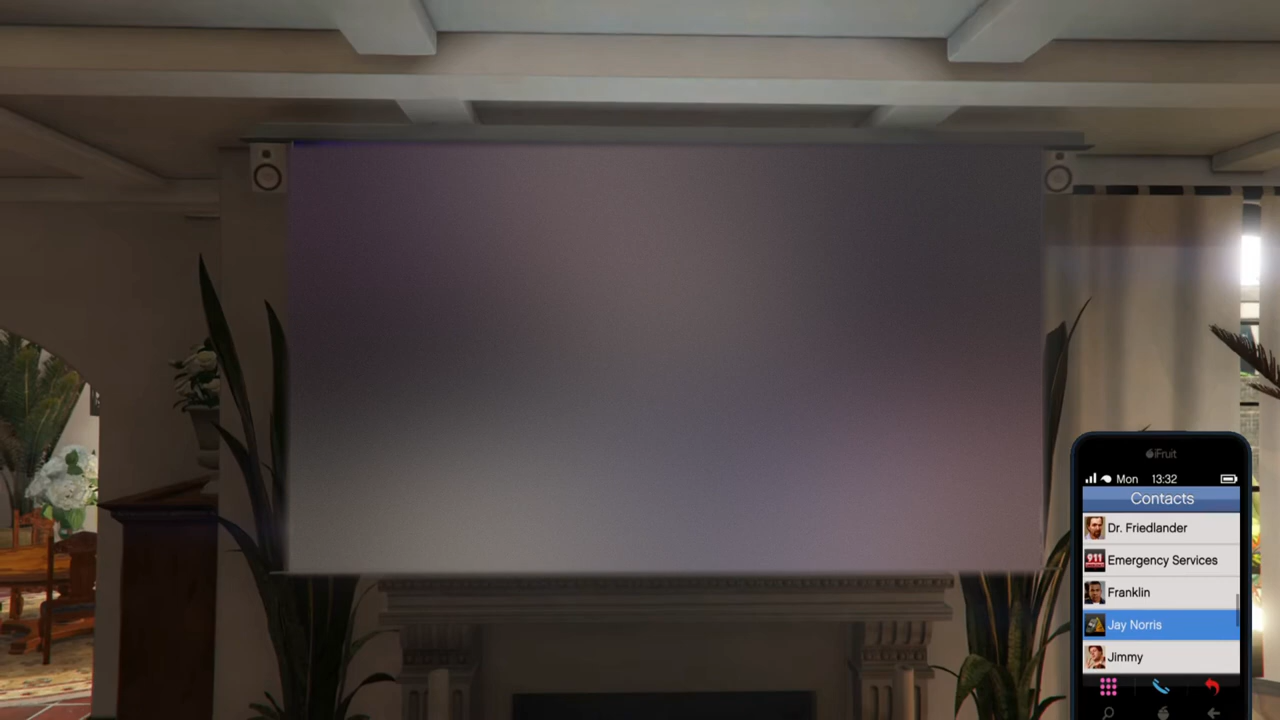 iFruit
Mon 13:32
Contacts
Dr. Friedlander
911 Emergency Services
Franklin
Jay Norris
Jimmy